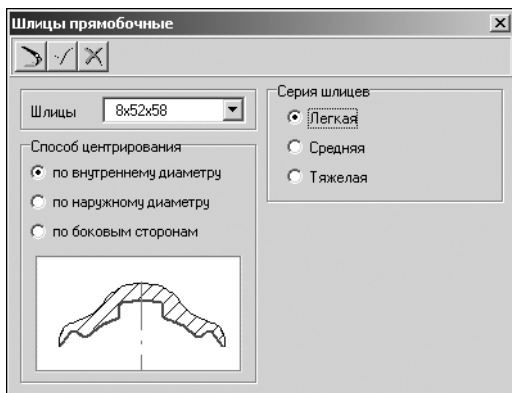 Шлицы прямобочные
Шлицы 8x52x58
Способ центрирования
по внутреннему диаметру
по наружному диаметру
по боковым сторонам
Серия шлицев
Легкая
Средняя
Тяжелая